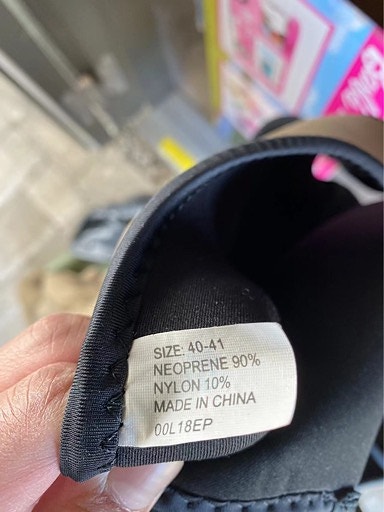 SIZE: 40-41
NEOPRENE 90%
NYLON 10%
MADE IN CHINA
00L18EP